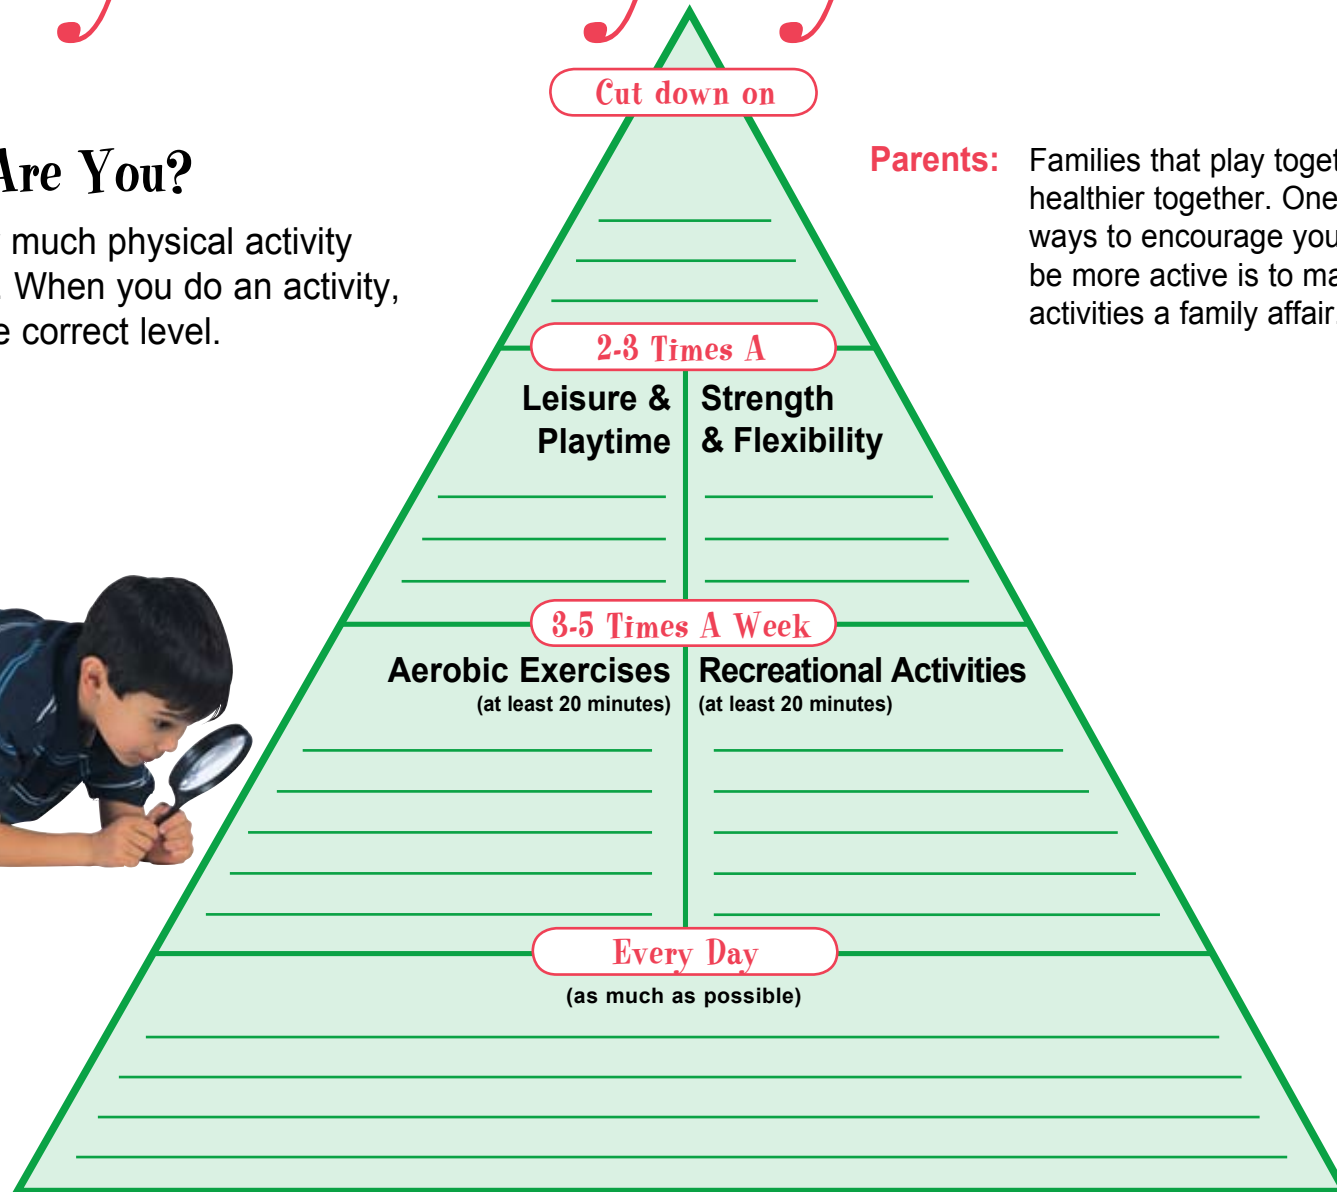 Cut down on
Are You?
much physical activity
. When you do an activity,
e correct level.
Parents: Families that play toget
healthier together. One
ways to encourage you
be more active is to ma
activities a family affair.
2-3 Times A
Leisure &
Playtime
Strength
& Flexibility
3-5 Times A Week
Aerobic Exercises
(at least 20 minutes)
Recreational Activities
(at least 20 minutes)
Every Day
(as much as possible)